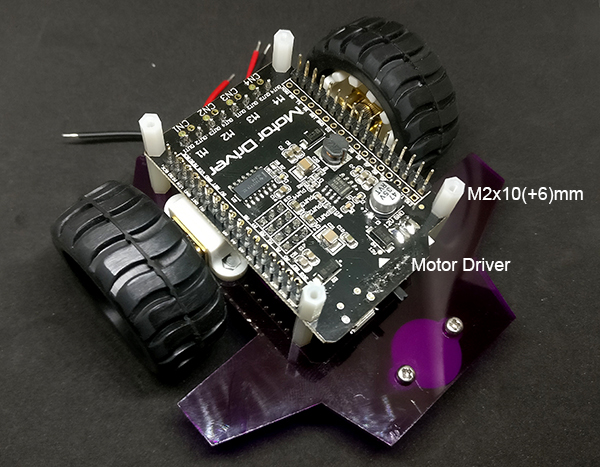 CN4
CN3
CN2
CN1
M4
M3
M2
M1
Motor Driver
M2x10(+6)mm
Motor Driver